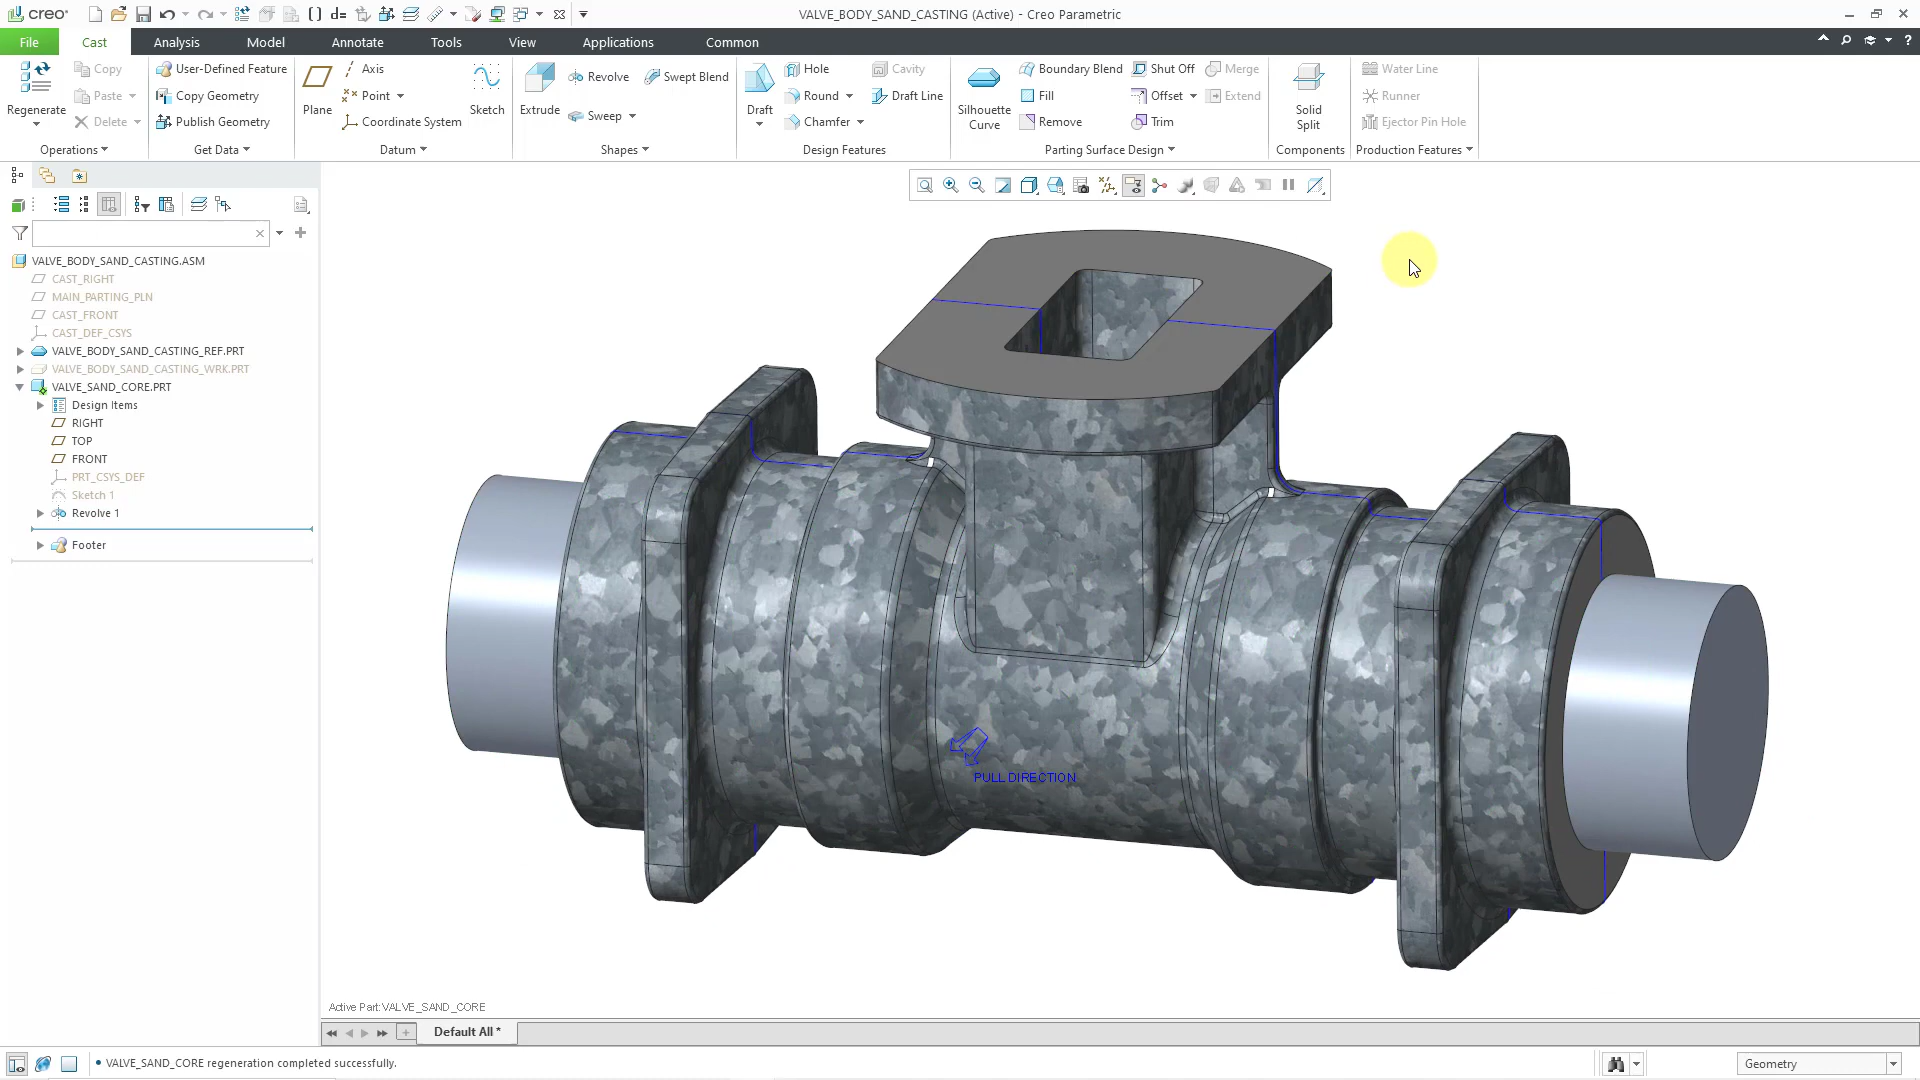 creo
VALVE_BODY_SAND_CASTING (Active) - Creo Parametric
File
Cast
Analysis
Model
Annotate
Tools
View
Applications
Common
Regenerate
Copy
Paste
Delete
Operations
User-Defined Feature
Copy Geometry
Publish Geometry
Get Data
Plane
Axis
Point
Coordinate System
Sketch
Datum
Extrude
Revolve
Sweep
Swept Blend
Shapes
Draft
Hole
Round
Chamfer
Cavity
Draft Line
Design Features
Silhouette
Curve
Boundary Blend
Fill
Remove
Shut Off
Offset
Trim
Merge
Extend
Parting Surface Design
Solid
Split
Components
Water Line
Runner
Ejector Pin Hole
Production Features
VALVE_BODY_SAND_CASTING.ASM
CAST_RIGHT
MAIN_PARTING_PLN
CAST_FRONT
CAST_DEF_CSYS
VALVE_BODY_SAND_CASTING_REF.PRT
VALVE_BODY_SAND_CASTING_WRK.PRT
VALVE_SAND_CORE.PRT
Design Items
RIGHT
TOP
FRONT
PRT_CSYS_DEF
Sketch 1
Revolve 1
Footer
PULL DIRECTION
Active Part:VALVE_SAND_CORE
Default All *
• VALVE_SAND_CORE regeneration completed successfully.
Geometry